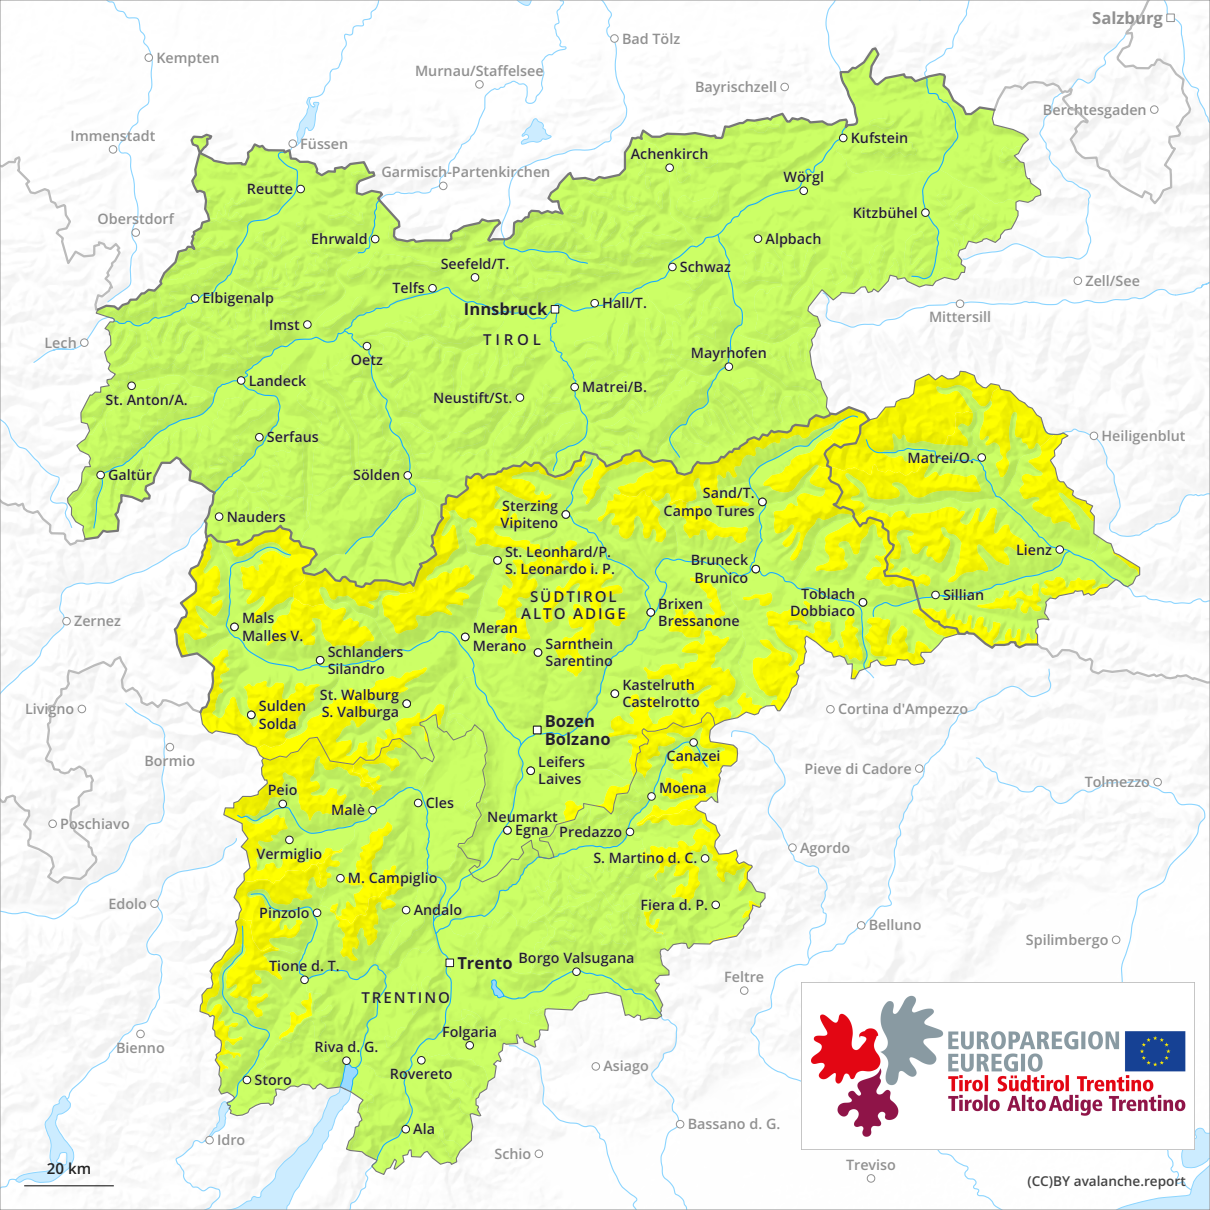 Salzburg
Bad Tölz
Kempten
Murnau/Staffelsee
Bayrischzell
Berchtesgaden
Immenstadt
Füssen
Kufstein
Achenkirch
Garmisch-Partenkirchen
Wörgl
Reutte
Oberstdorf
Kitzbühel
Ehrwald
Alpbach
Seefeld/T.
Schwaz
Zell/See
Telfs
Elbigenalp
Hall/T.
Innsbruck
Mittersill
Imst
TIROL
Lech
Mayrhofen
Oetz
Landeck
Matrei/B.
St. Anton/A.
Neustift/St.
Serfaus
Heiligenblut
Matrei/O.
Galtür
Sölden
Sand/T.
Campo Tures
Sterzing
Vipiteno
Nauders
Lienz
St. Leonhard/P.
S. Leonardo i. P.
Bruneck
Brunico
SÜDTIROL
ALTO ADIGE
Toblach
Dobbiaco
Sillian
Brixen
Bressanone
Zernez
Mals
Malles V.
Meran
Merano
Sarnthein
Sarentino
Schlanders
Silandro
Kastelruth
Castelrotto
St. Walburg
S. Valburga
Sulden
Solda
Livigno
Cortina d'Ampezzo
Bozen
Bolzano
Bormio
Canazei
Leifers
Laives
Pieve di Cadore
Tolmezzo
Peio
Moena
Malè
Cles
Neumarkt
Egna
Poschiavo
Predazzo
Vermiglio
Agordo
S. Martino d. C.
M. Campiglio
Edolo
Pinzolo
Andalo
Fiera d. P.
Belluno
Spilimbergo
Trento
Borgo Valsugana
Tione d. T.
Feltre
TRENTINO
Folgaria
Bienno
Riva d. G.
EUROPAREGION
EUREGIO
Tirol Südtirol Trentino
Tirolo Alto Adige Trentino
Asiago
Rovereto
Storo
Ala
Bassano d. G.
Idro
Schio
Treviso
20 km
(CC)BY avalanche.report